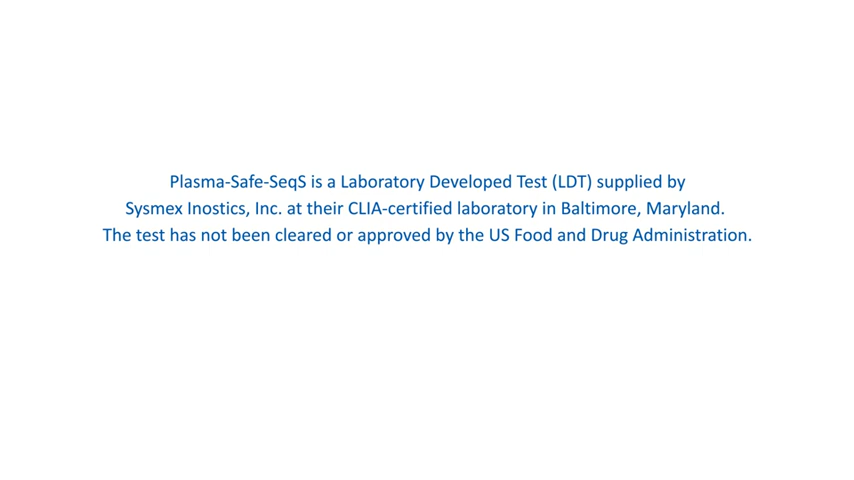 Plasma-Safe-SeqS is a Laboratory Developed Test (LDT) supplied by
Sysmex Inostics, Inc. at their CLIA-certified laboratory in Baltimore, Maryland.
The test has not been cleared or approved by the US Food and Drug Administration.